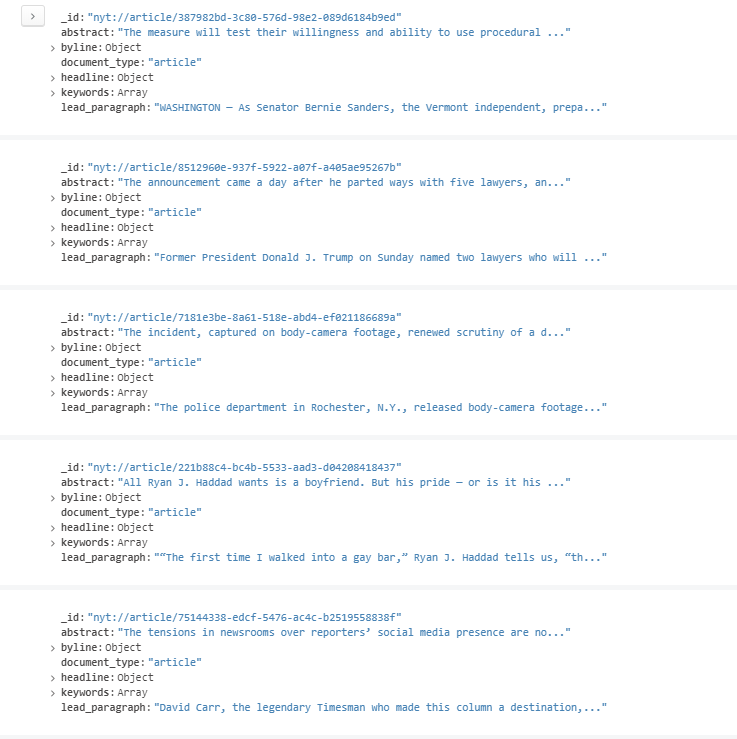 _id: "nyt://article/387982bd-3c80-576d-98e2-089d6184b9ed"
abstract: "The measure will test their willingness and ability to use procedural ..."
> byline: Object
document_type: "article"
> headline: Object
> keywords: Array
lead_paragraph: "WASHINGTON — As Senator Bernie Sanders, the Vermont independent, prepa..."
_id: "nyt://article/8512960e-937f-5922-a07f-a405ae95267b"
abstract: "The announcement came a day after he parted ways with five lawyers, an..."
> byline: Object
document_type: "article"
> headline: Object
> keywords: Array
lead_paragraph: "Former President Donald J. Trump on Sunday named two lawyers who will ..."
_id: "nyt://article/7181e3be-8a61-518e-abd4-ef021186689a"
abstract: "The incident, captured on body-camera footage, renewed scrutiny of a d..."
> byline: Object
document_type: "article"
> headline: Object
> keywords: Array
lead_paragraph: "The police department in Rochester, N.Y., released body-camera footage..."
_id: "nyt://article/221b88c4-bc4b-5533-aad3-d04208418437"
abstract: "All Ryan J. Haddad wants is a boyfriend. But his pride — or is it his ..."
> byline: Object
document_type: "article"
> headline: Object
> keywords: Array
lead_paragraph: "“The first time I walked into a gay bar,” Ryan J. Haddad tells us, “th..."
_id: "nyt://article/75144338-edcf-5476-ac4c-b2519558838f"
abstract: "The tensions in newsrooms over reporters’ social media presence are no..."
> byline: Object
document_type: "article"
> headline: Object
> keywords: Array
lead_paragraph: "David Carr, the legendary Timesman who made this column a destination,..."